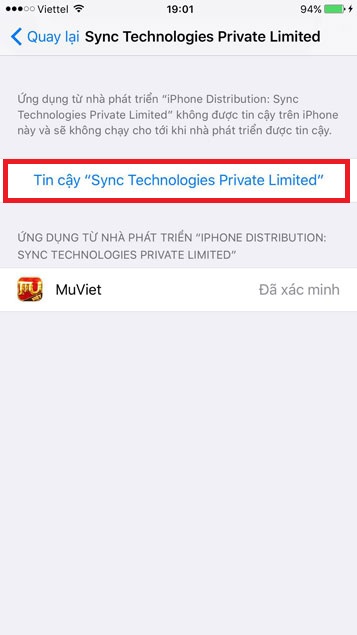 Viettel 19:01 94%
Quay lại Sync Technologies Private Limited
Ứng dụng từ nhà phát triển “iPhone Distribution: Sync
Technologies Private Limited” không được tin cậy trên iPhone
này và sẽ không chạy cho tới khi nhà phát triển được tin cậy.
Tin cậy “Sync Technologies Private Limited”
ỨNG DỤNG TỪ NHÀ PHÁT TRIỂN “IPHONE DISTRIBUTION:
SYNC TECHNOLOGIES PRIVATE LIMITED”
MU
MuViet Đã xác minh